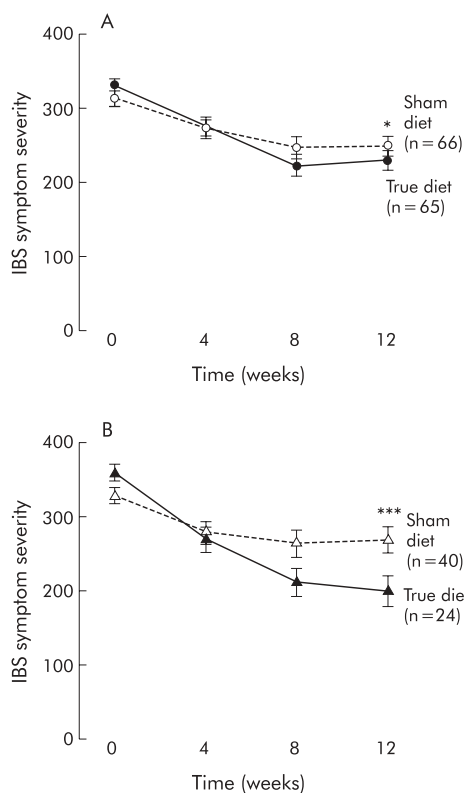 A
400
300
200
100
0
IBS symptom severity
*
Sham
diet
(n=66)
True diet
(n=65)
0 4 8 12
Time (weeks)
B
400
300
200
100
0
IBS symptom severity
***
Sham
diet
(n=40)
True die
(n=24)
0 4 8 12
Time (weeks)